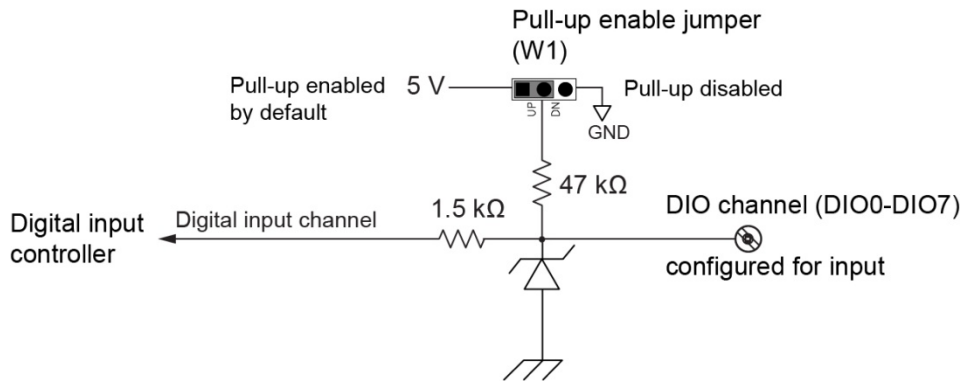 Pull-up enable jumper
(W1)
Pull-up enabled
by default
5 V
UP
DN
Pull-up disabled
GND
47 kΩ
1.5 kΩ
DIO channel (DIO0-DIO7)
configured for input
Digital input
controller
Digital input channel